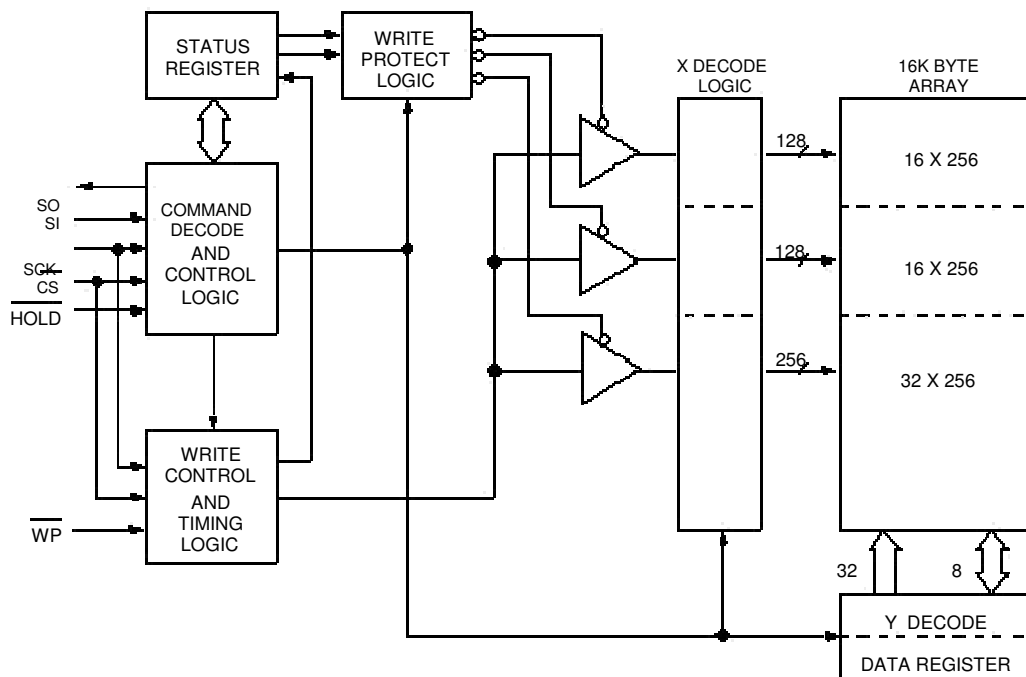 STATUS
REGISTER
WRITE
PROTECT
LOGIC
X DECODE
LOGIC
16K BYTE
ARRAY
SO
SI
SCK
CS
HOLD
COMMAND
DECODE
AND
CONTROL
LOGIC
128
16 X 256
128
16 X 256
256
32 X 256
WRITE
CONTROL
AND
TIMING
LOGIC
WP
32
8
Y DECODE
DATA REGISTER